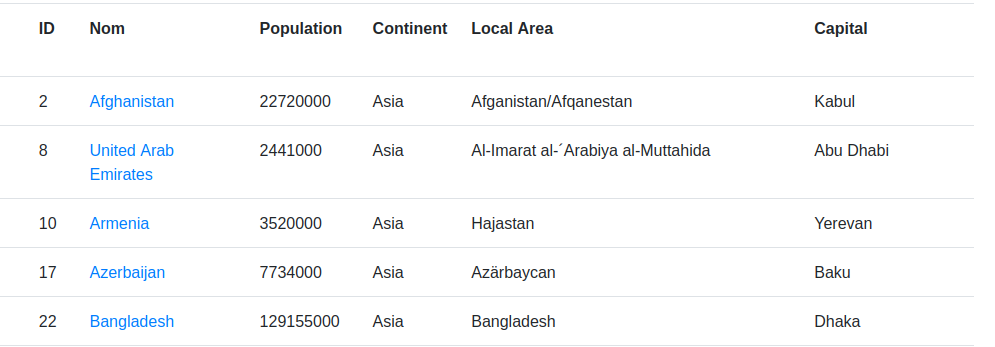 ID Nom Population Continent Local Area Capital
2 Afghanistan 22720000 Asia Afganistan/Afqanestan Kabul
8 United Arab 2441000 Asia Al-Imarat al-´Arabiya al-Muttahida Abu Dhabi
Emirates
10 Armenia 3520000 Asia Hajastan Yerevan
17 Azerbaijan 7734000 Asia Azärbaycan Baku
22 Bangladesh 129155000 Asia Bangladesh Dhaka